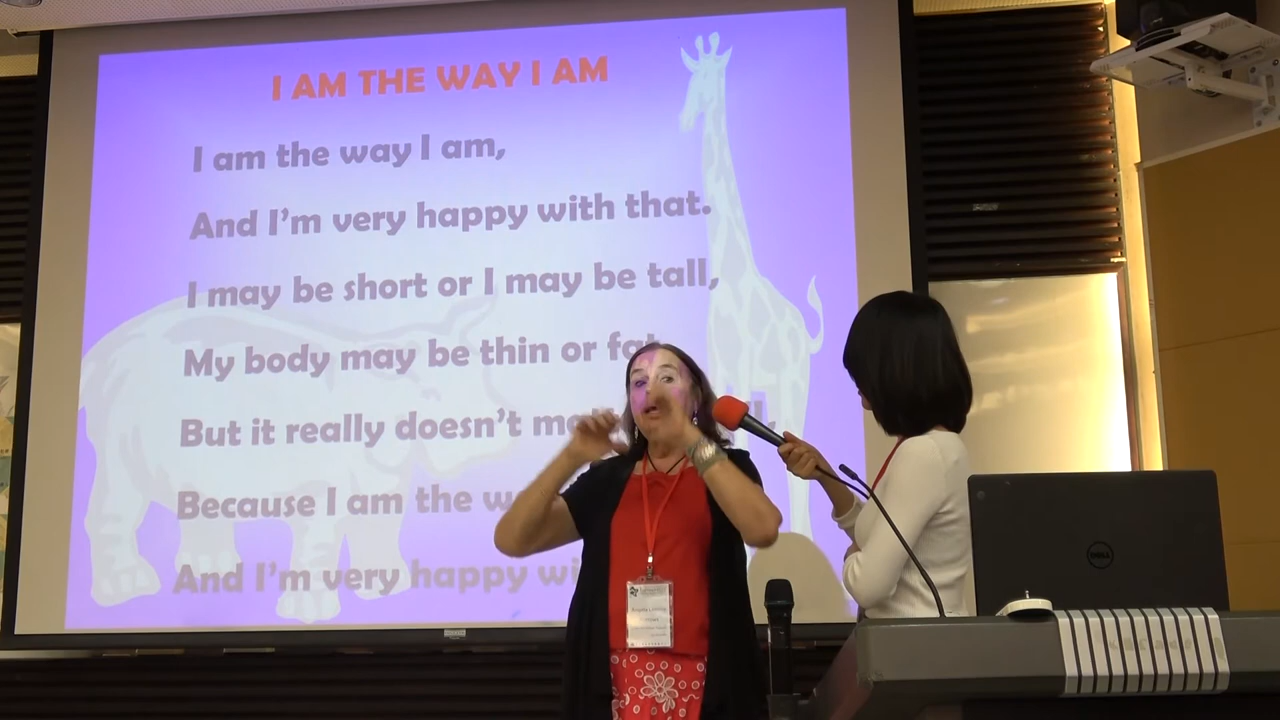 I AM THE WAY I AM
I am the way I am,
And I'm very happy with that.
I may be short or I may be tall,
My body may be thin or fat
But it really doesn't
Because I am the
And I'm very happy
DELL